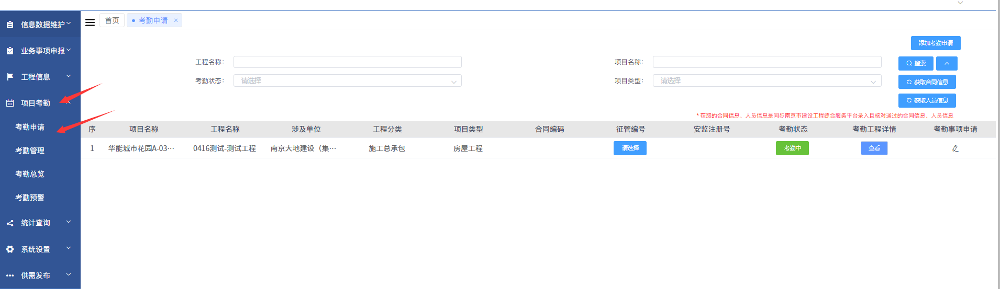 信息数据维护
业务事项申报
工程信息
项目考勤
考勤申请
考勤管理
考勤总览
考勤预警
统计查询
系统设置
供需发布
首页
考勤申请 ×
添加考勤申请
工程名称：
项目名称：
搜索
考勤状态：
请选择
项目类型：
请选择
获取合同信息
获取人员信息
* 获取的合同信息、人员信息是同步南京市建设工程综合服务平台录入且核对通过的合同信息、人员信息
序 项目名称 工程名称 涉及单位 工程分类 项目类型 合同编码 征管编号 安监注册号 考勤状态 考勤工程详情 考勤事项申请
1 华能城市花园A-03… 0416测试-测试工程 南京大地建设（集… 施工总承包 房屋工程 请选择 考勤中 查看